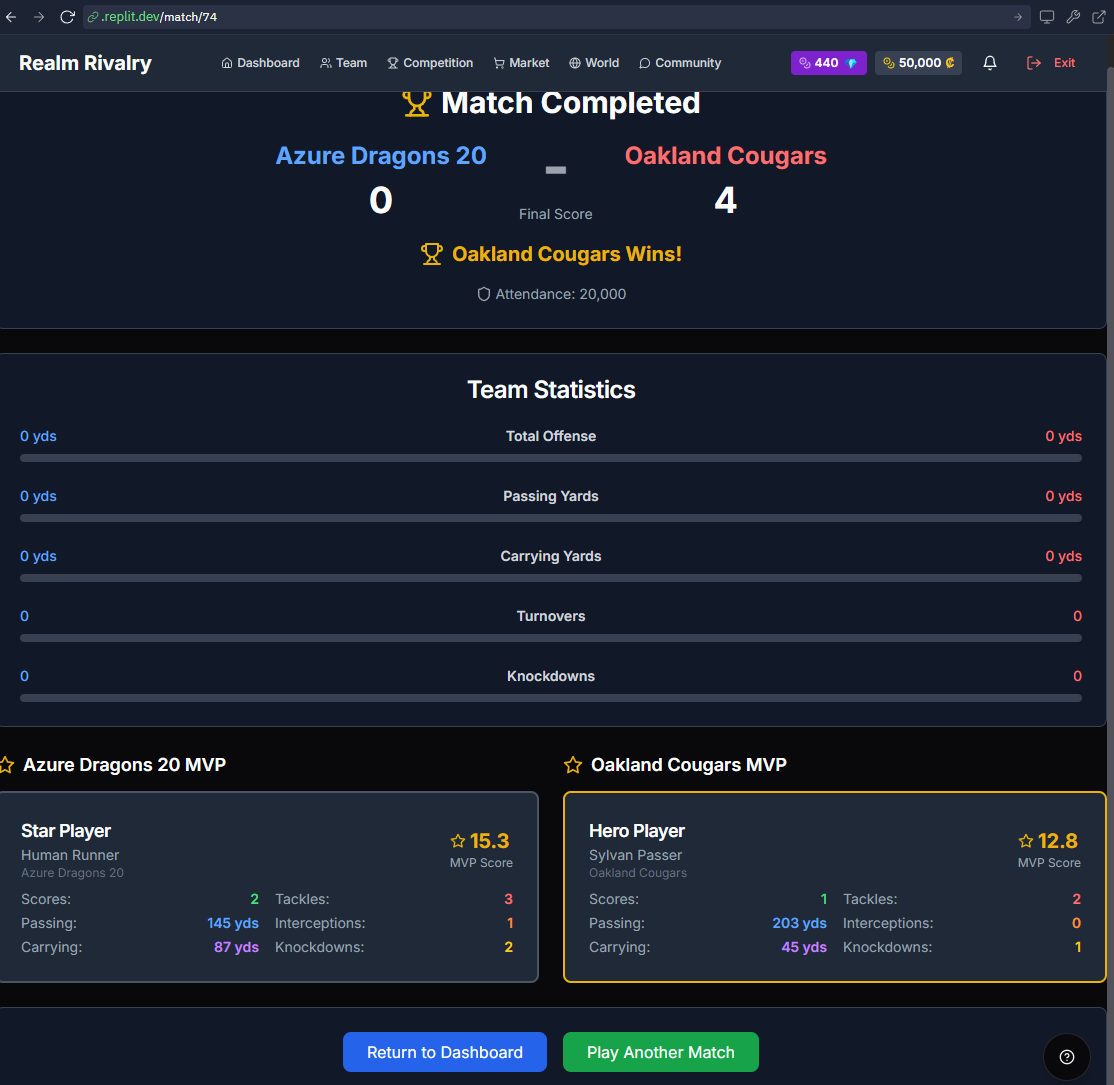 .replit.dev/match/74
Realm Rivalry Dashboard Team Competition Market World Community 440 50,000 ₡ Exit
Match Completed
Azure Dragons 20 - Oakland Cougars
0 4
Final Score
Oakland Cougars Wins!
Attendance: 20,000
Team Statistics
0 yds Total Offense 0 yds
0 yds Passing Yards 0 yds
0 yds Carrying Yards 0 yds
0 Turnovers 0
0 Knockdowns 0
Azure Dragons 20 MVP
Star Player
Human Runner
Azure Dragons 20
15.3
MVP Score
Scores: 2 Tackles: 3
Passing: 145 yds Interceptions: 1
Carrying: 87 yds Knockdowns: 2
Oakland Cougars MVP
Hero Player
Sylvan Passer
Oakland Cougars
12.8
MVP Score
Scores: 1 Tackles: 2
Passing: 203 yds Interceptions: 0
Carrying: 45 yds Knockdowns: 1
Return to Dashboard Play Another Match